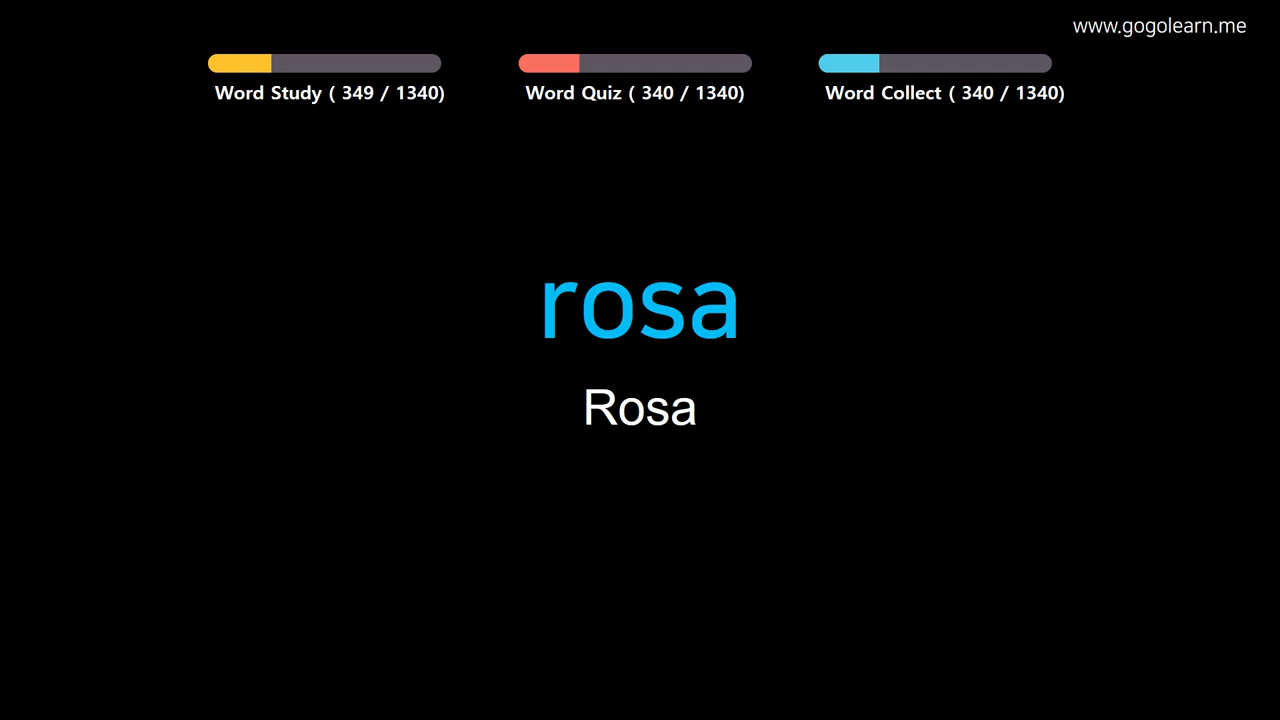 www.gogolearn.me
Word Study ( 349 / 1340)
Word Quiz ( 340 / 1340)
Word Collect ( 340 / 1340)
rosa
Rosa